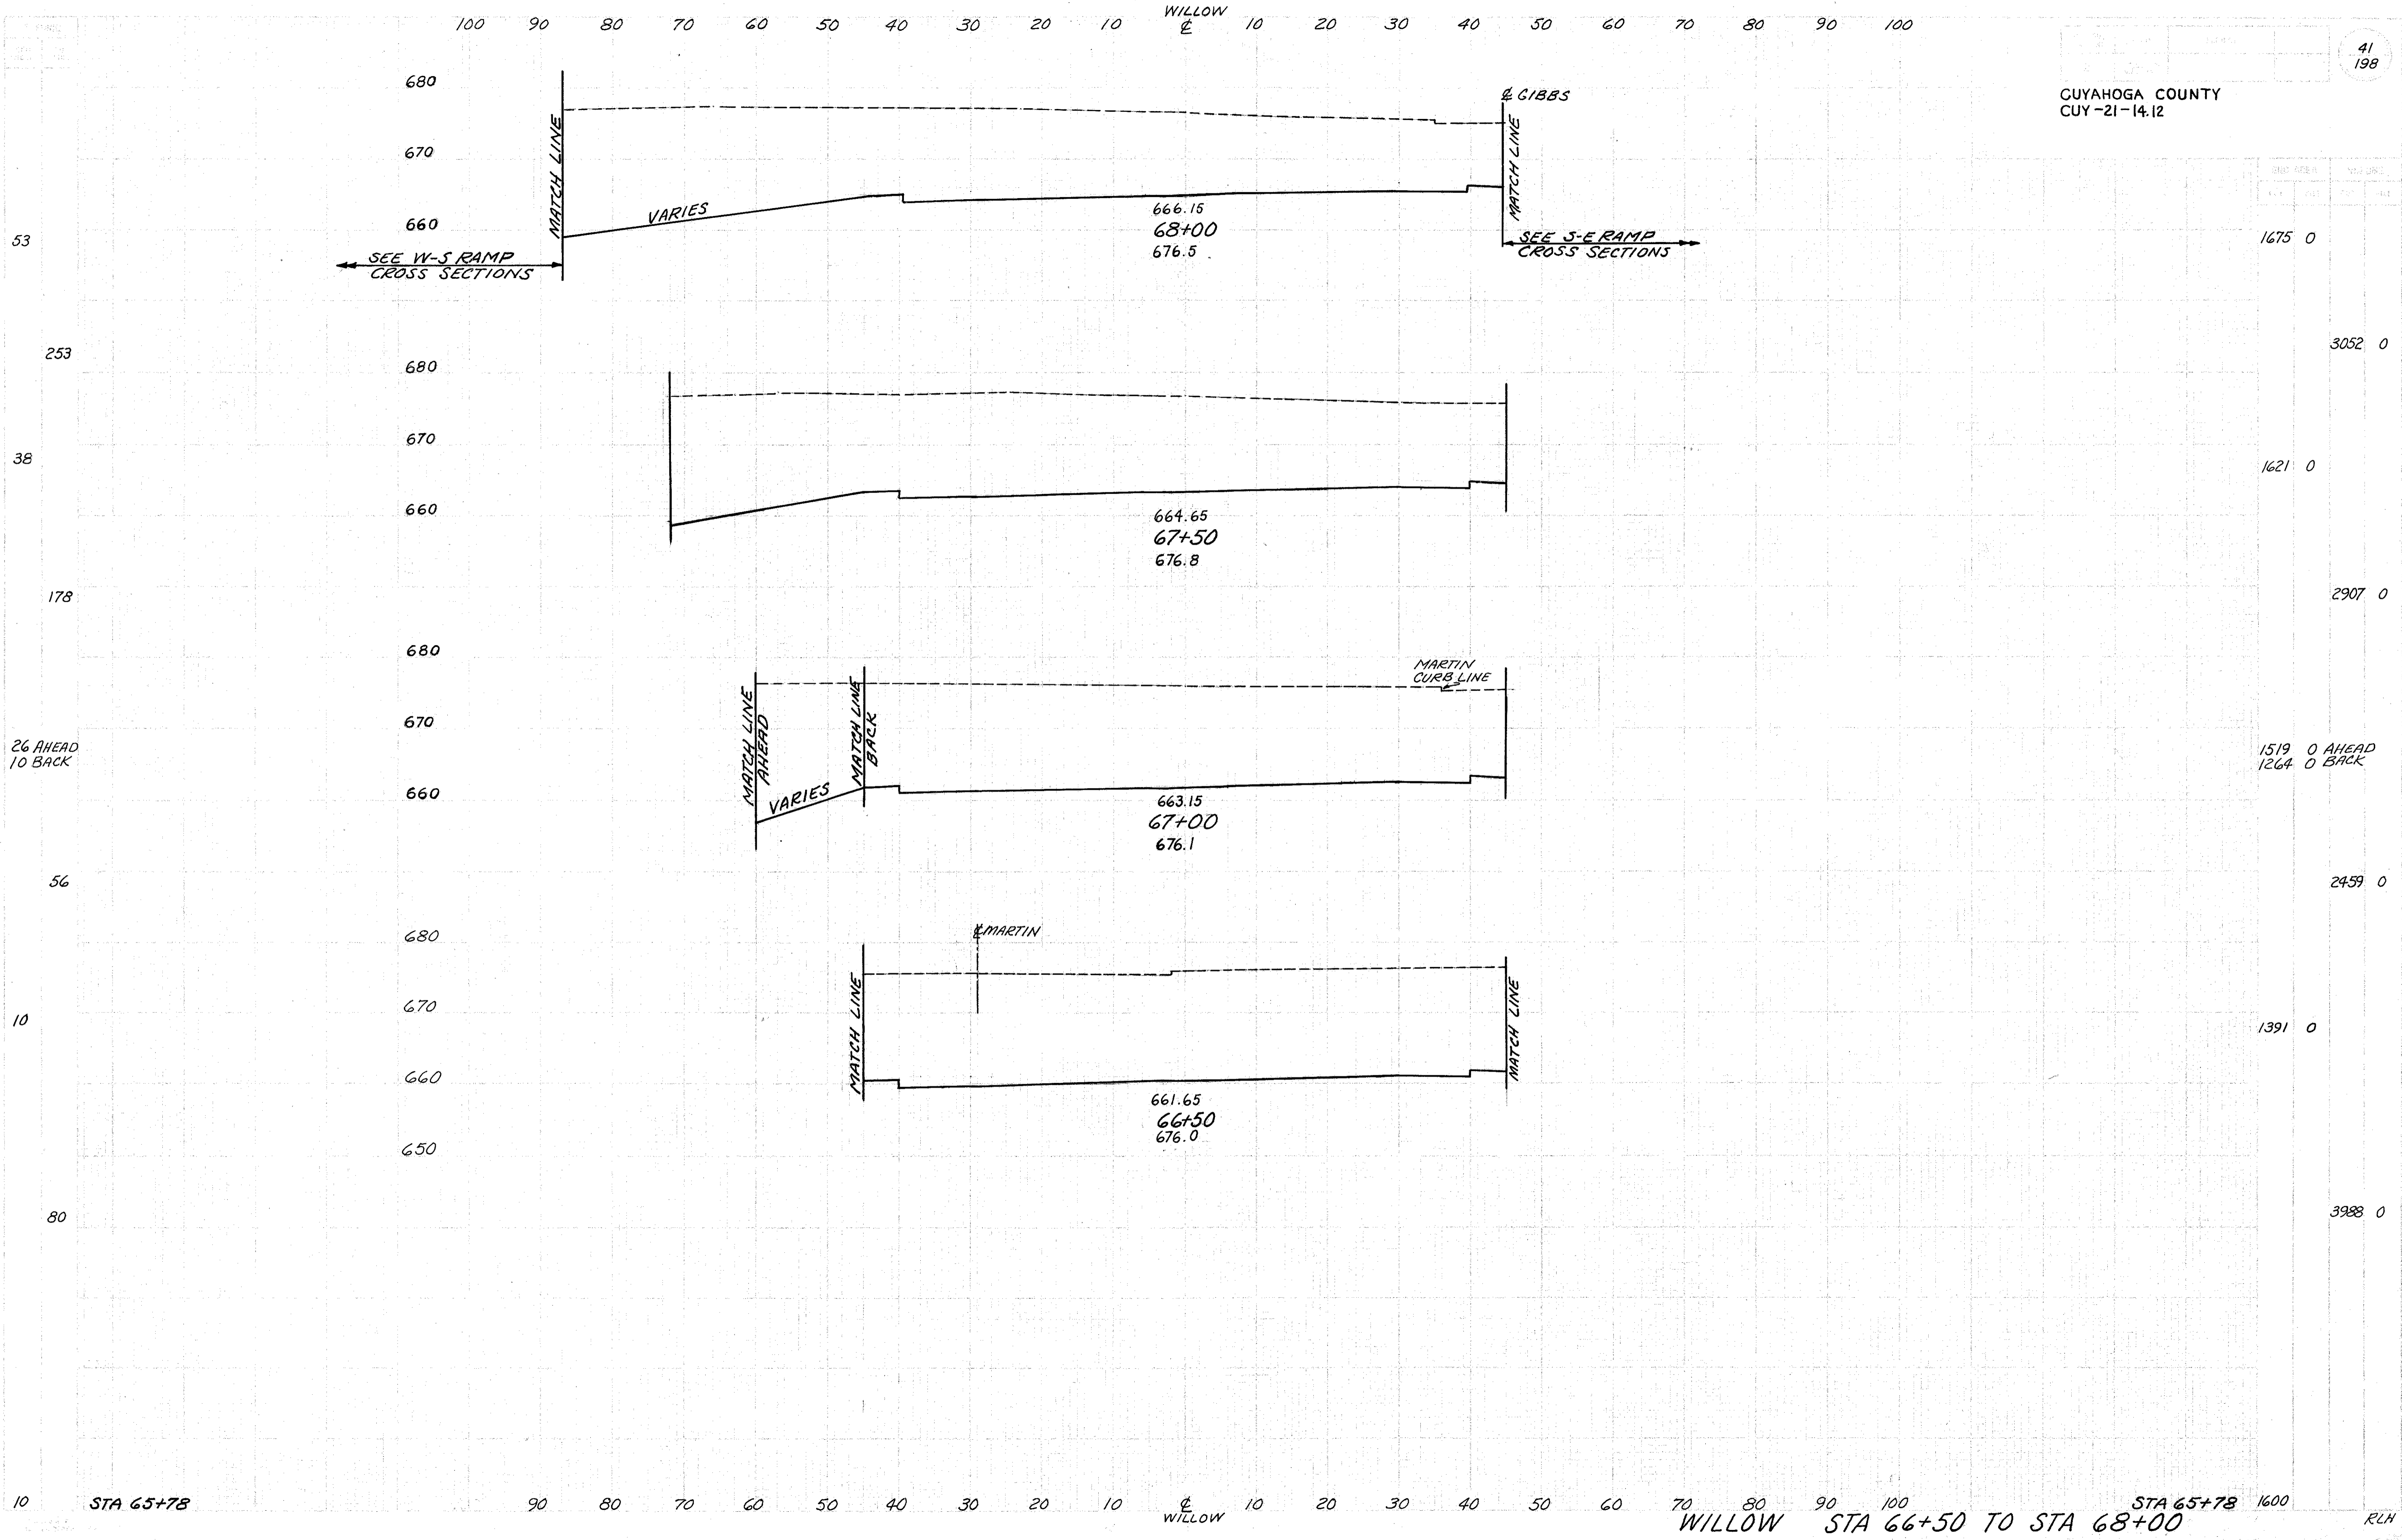 WILLOW
100 90 80 70 60 50 40 30 20 10 ℄ 10 20 30 40 50 60 70 80 90 100
41
198
CUYAHOGA COUNTY
CUY-21-14.12
680
℄ GIBBS
MATCH LINE
MATCH LINE
670
VARIES
660
666.15
68+00
676.5
53
1675 0
SEE W-S RAMP
CROSS SECTIONS
SEE S-E RAMP
CROSS SECTIONS
253
3052 0
680
670
38
1621 0
660
664.65
67+50
676.8
178
2907 0
680
MARTIN
CURB LINE
MATCH LINE
AHEAD
MATCH LINE
BACK
670
26 AHEAD
10 BACK
1519 0 AHEAD
1264 0 BACK
VARIES
660
663.15
67+00
676.1
56
2459 0
680
℄ MARTIN
MATCH LINE
MATCH LINE
670
10
1391 0
660
661.65
66+50
676.0
650
80
3988 0
10 STA 65+78
90 80 70 60 50 40 30 20 10 ℄ 10 20 30 40 50 60 70 80 90 100
WILLOW
STA 65+78 1600
WILLOW STA 66+50 TO STA 68+00
RLH